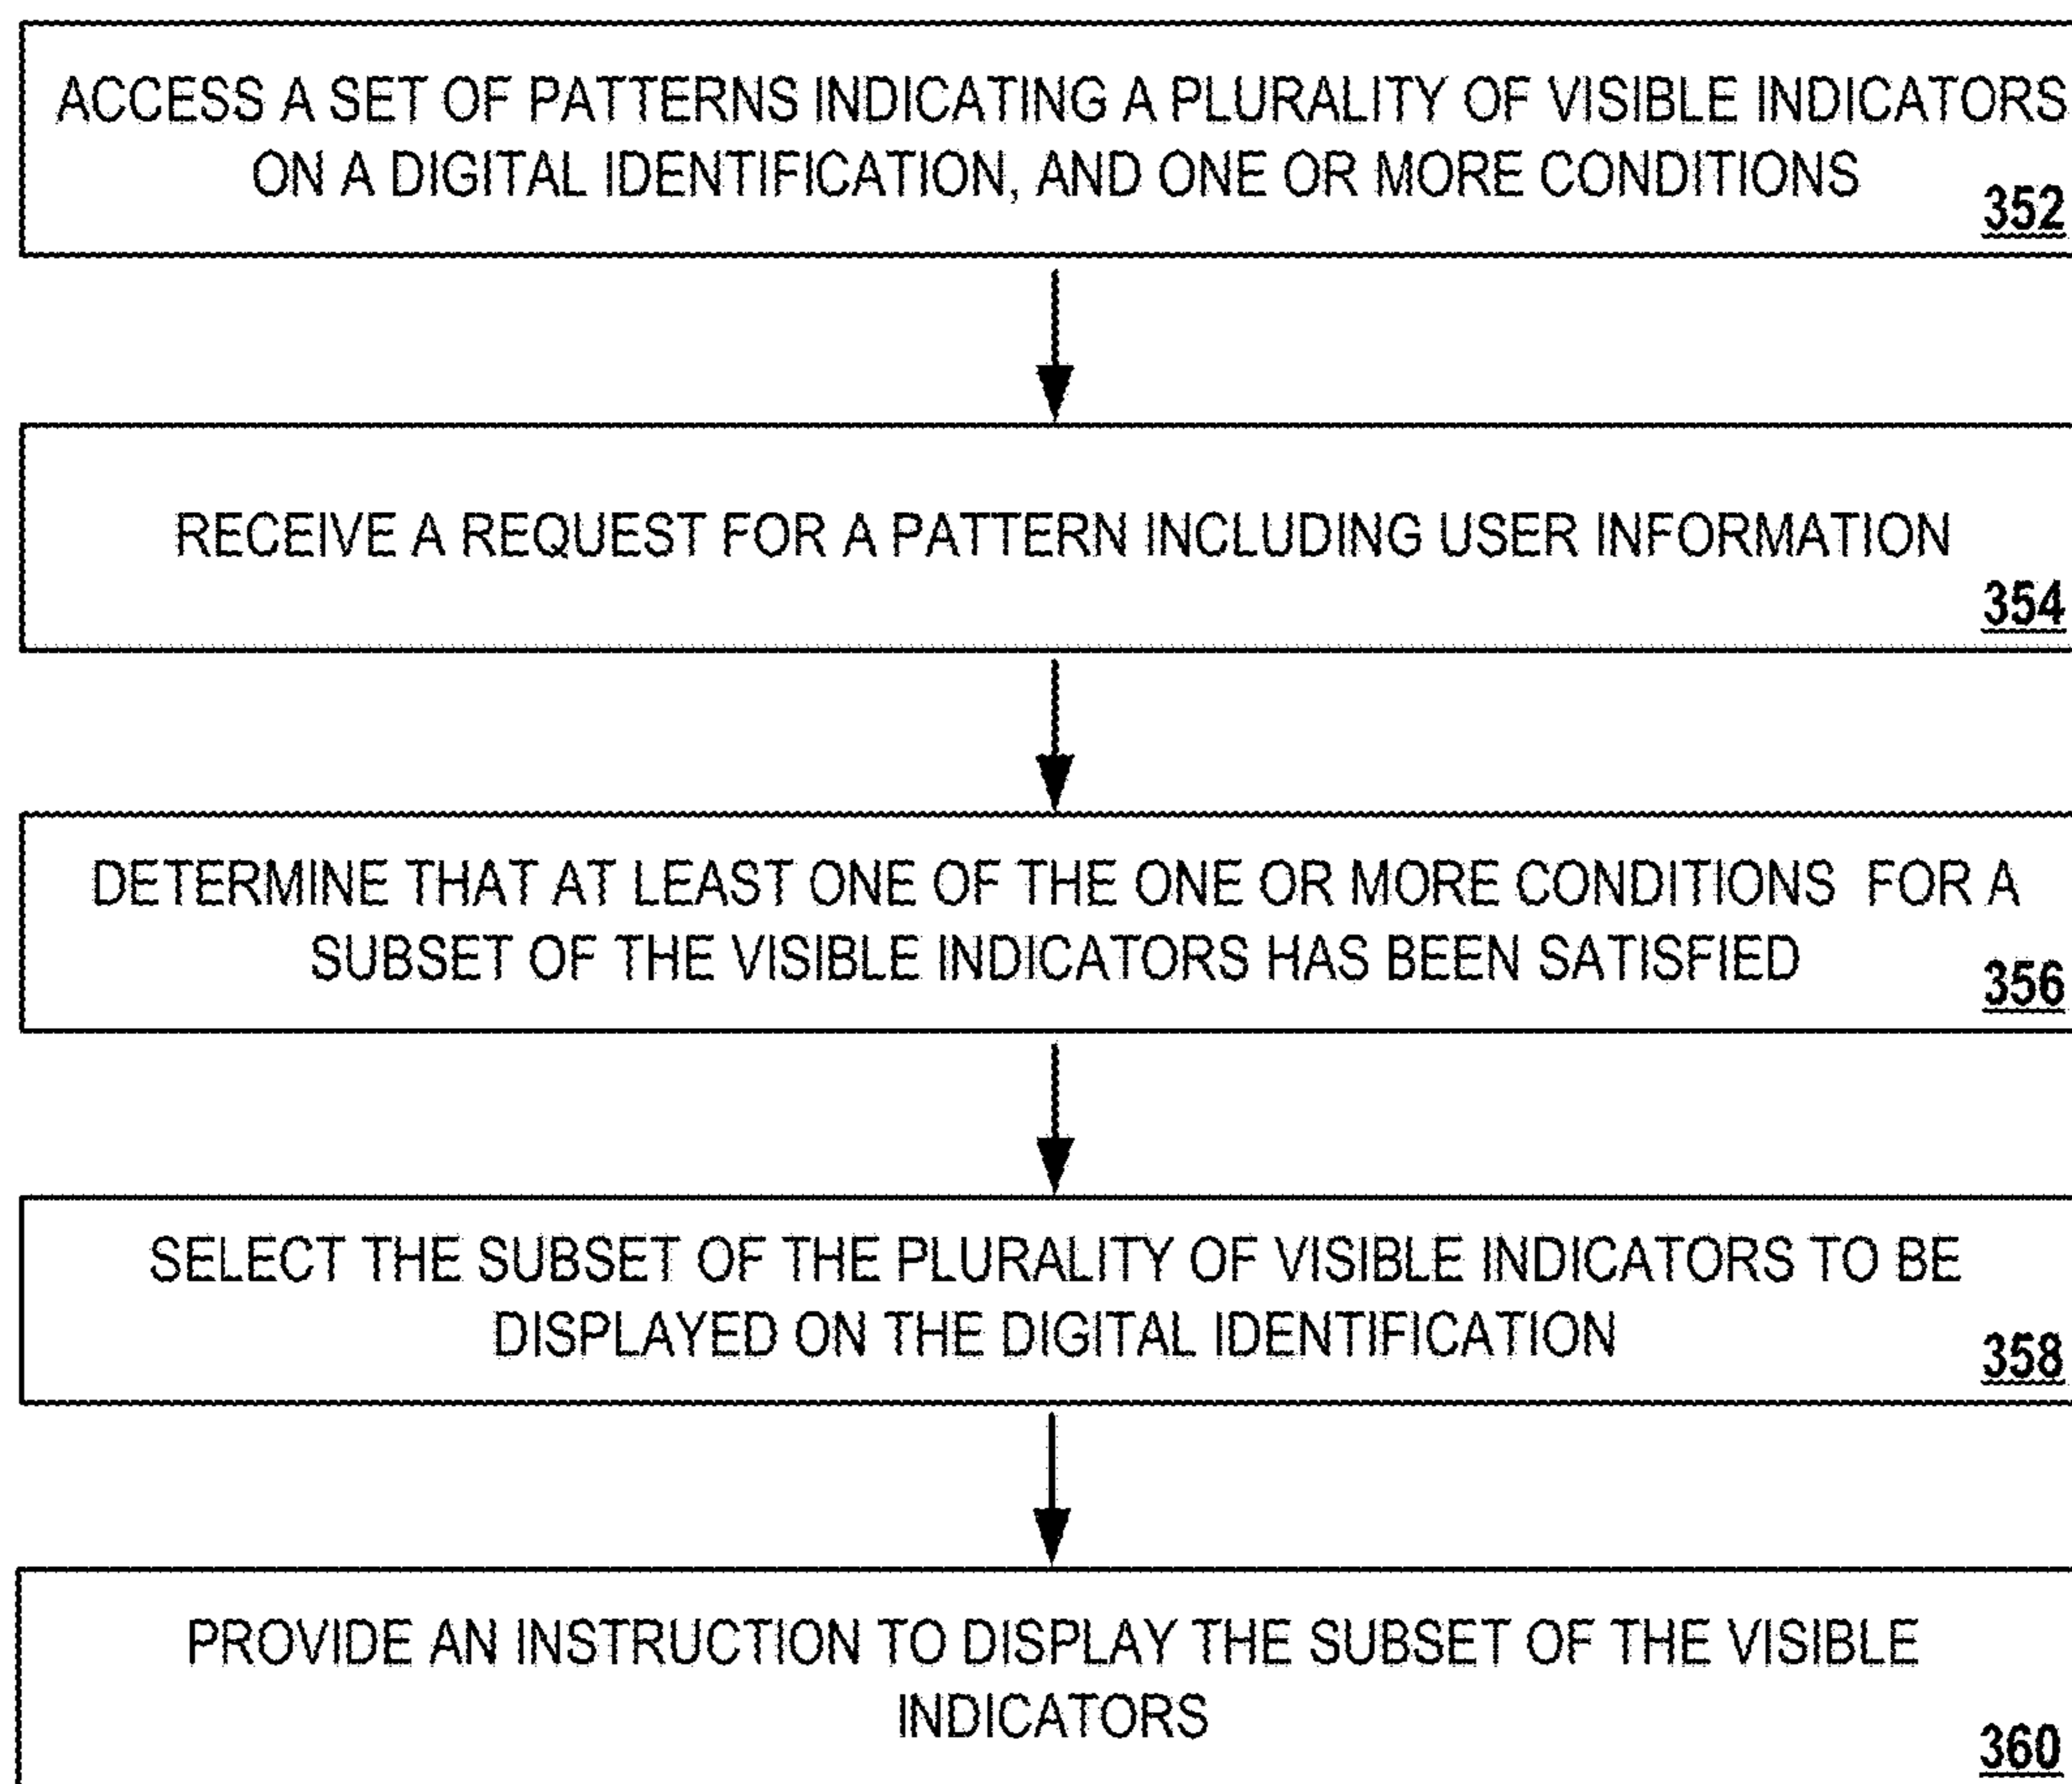 ACCESS A SET OF PATTERNS INDICATING A PLURALITY OF VISIBLE INDICATORS
ON A DIGITAL IDENTIFICATION, AND ONE OR MORE CONDITIONS
352
RECEIVE A REQUEST FOR A PATTERN INCLUDING USER INFORMATION
354
DETERMINE THAT AT LEAST ONE OF THE ONE OR MORE CONDITIONS FOR A
SUBSET OF THE VISIBLE INDICATORS HAS BEEN SATISFIED
356
SELECT THE SUBSET OF THE PLURALITY OF VISIBLE INDICATORS TO BE
DISPLAYED ON THE DIGITAL IDENTIFICATION
358
PROVIDE AN INSTRUCTION TO DISPLAY THE SUBSET OF THE VISIBLE
INDICATORS
360